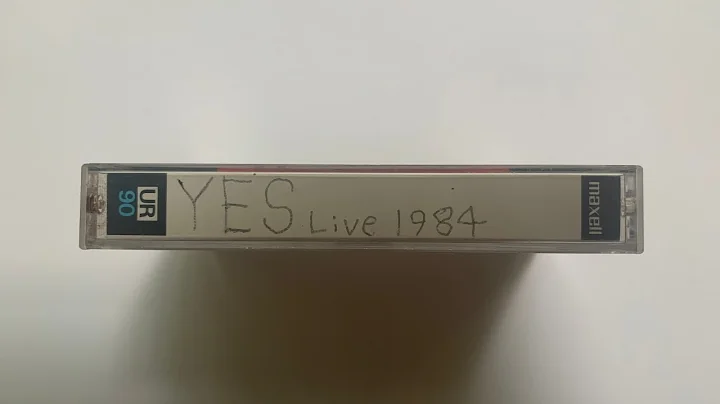 UR
90
YES Live 1984
maxell